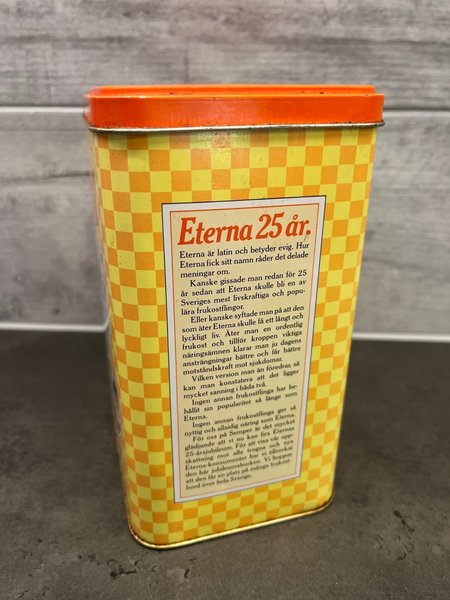 Eterna 25 år.
Eterna är latin och betyder evig. Hur
Eterna fick sitt namn råder det delade
meningar om.
Kanske gissade man redan för 25
år sedan att Eterna skulle bli en av
Sveriges mest livskraftiga och popu-
lära frukostflingor.
Eller kanske syftade man på att den
som äter Eterna skulle få ett långt och
lyckligt liv. Äter man en ordentlig
frukost och tillför kroppen viktiga
näringsämnen klarar man ju dagens
ansträngningar bättre och får bättre
motståndskraft mot sjukdomar.
Vilken version man än föredrar, så
kan man konstatera att det ligger
mycket sanning i båda två.
Ingen annan frukostflinga har be-
hållit sin popularitet så länge som
Eterna.
Ingen annan frukostflinga ger så
nyttig och allsidig näring som Eterna.
För oss på Semper är det mycket
glädjande att vi nu kan fira Eternas
25-årsjubileum. För att visa vår upp-
skattning mot alla trogna och nya
Eterna-konsumenter har vi tillverkat
den här jubileumsburken. Vi hoppas
att den får en plats på många frukost-
bord över hela Sverige.